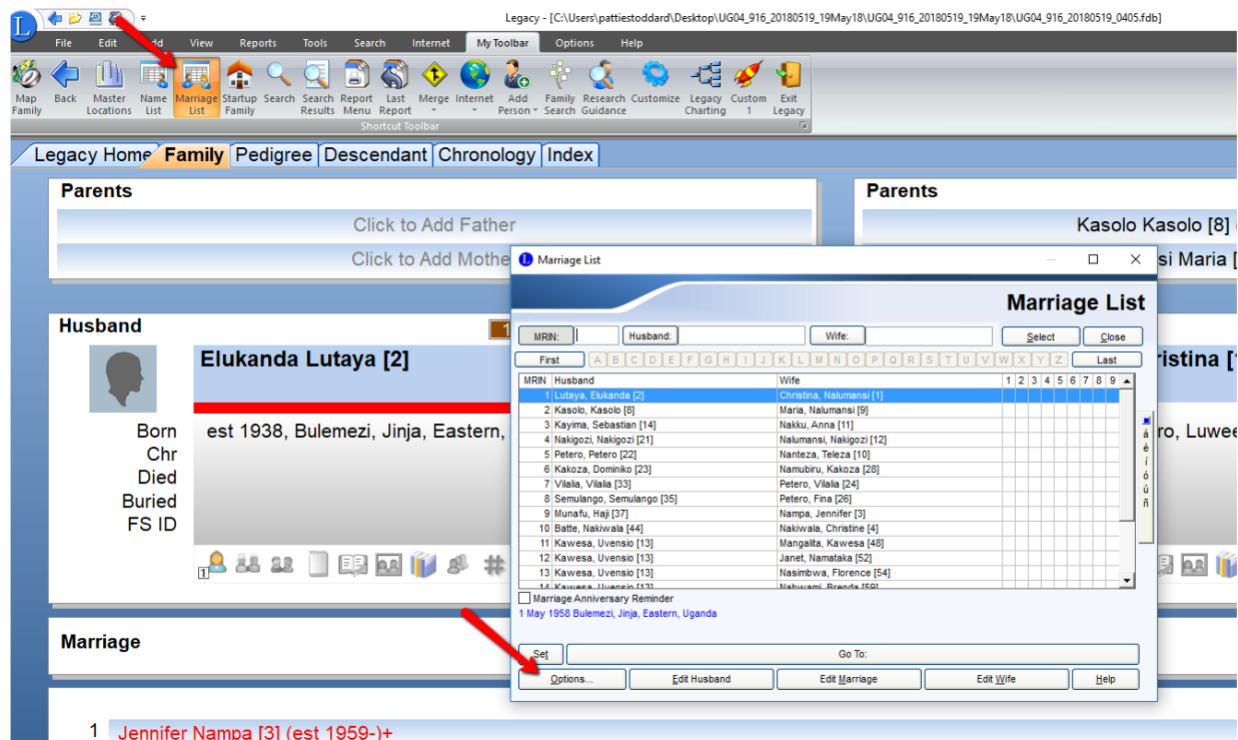 Legacy - [C:\Users\pattiestoddard\Desktop\UG04_916_20180519_19May18\UG04_916_20180519_19May18\UG04_916_20180519_0405.fdb]
File Edit View Reports Tools Search Internet My Toolbar Options Help
Map Family Back Master Locations Name List Marriage List Startup Family Search Search Results Report Menu Last Report Merge Internet Add Person Family Search Research Guidance Customize Legacy Charting Custom 1 Exit Legacy
Shortcut Toolbar
Legacy Home Family Pedigree Descendant Chronology Index
Parents
Click to Add Father
Click to Add Mothe
Parents
Kasolo Kasolo [8]
si Maria [
Husband
1
Elukanda Lutaya [2]
ristina [1
Born est 1938, Bulemezi, Jinja, Eastern,
ro, Luwee
Chr
Died
Buried
FS ID
1
Marriage
1 Jennifer Nampa [3] (est 1959-)+
Marriage List
Marriage List
MRIN: Husband: Wife: Select Close
First A B C D E F G H I J K L M N O P Q R S T U V W X Y Z Last
MRIN Husband Wife 1 2 3 4 5 6 7 8 9
1 Lutaya, Elukanda [2] Christina, Nalumansi [1]
2 Kasolo, Kasolo [8] Maria, Nalumansi [9]
3 Kayima, Sebastian [14] Nakku, Anna [11]
4 Nakigozi, Nakigozi [21] Nalumansi, Nakigozi [12]
5 Petero, Petero [22] Nanteza, Teleza [10]
6 Kakoza, Dominiko [23] Namubiru, Kakoza [28]
7 Vilalia, Vilalia [33] Petero, Vilalia [24]
8 Semulango, Semulango [35] Petero, Fina [26]
9 Munafu, Haji [37] Nampa, Jennifer [3]
10 Batte, Nakiwala [44] Nakiwala, Christine [4]
11 Kawesa, Uvensio [13] Mangalita, Kawesa [48]
12 Kawesa, Uvensio [13] Janet, Namataka [52]
13 Kawesa, Uvensio [13] Nasimbwa, Florence [54]
14 Kawesa, Uvensio [13] Nabwami, Brenda [59]
á
é
í
ó
ú
ñ
Marriage Anniversary Reminder
1 May 1958 Bulemezi, Jinja, Eastern, Uganda
Set Go To:
Options... Edit Husband Edit Marriage Edit Wife Help